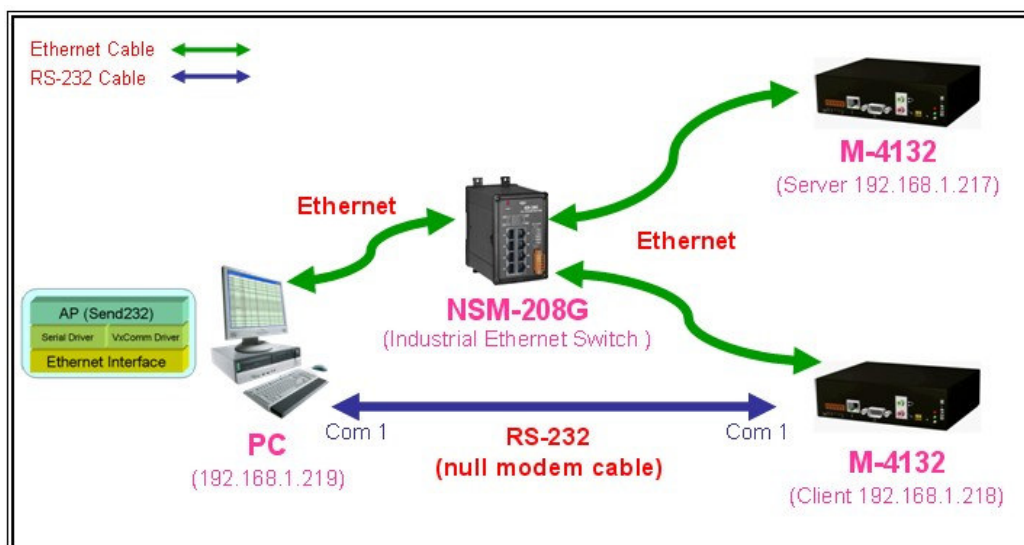 Ethernet Cable
RS-232 Cable
M-4132
(Server 192.168.1.217)
Ethernet
Ethernet
NSM-208G
(Industrial Ethernet Switch )
AP (Send232)
Serial Driver VxComm Driver
Ethernet Interface
Com 1
Com 1
RS-232
(null modem cable)
PC
(192.168.1.219)
M-4132
(Client 192.168.1.218)